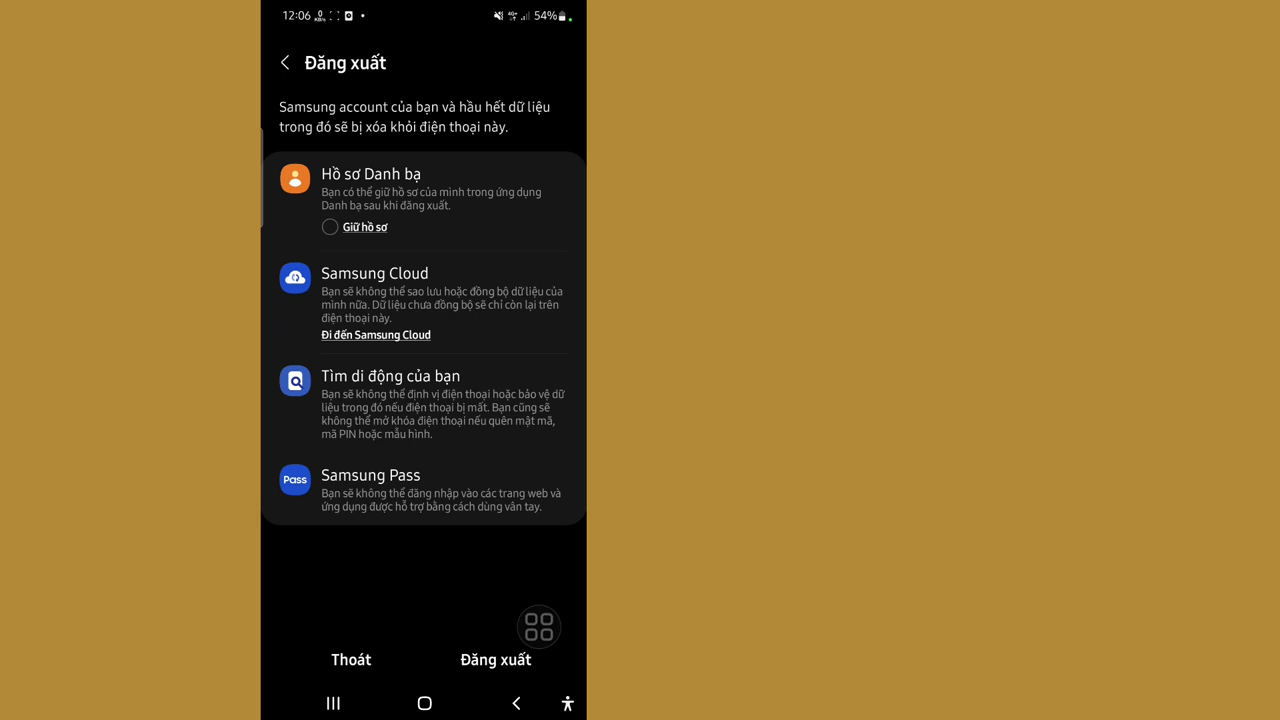 12:06 0 KB/s 4G+ 54%
Đăng xuất
Samsung account của bạn và hầu hết dữ liệu
trong đó sẽ bị xóa khỏi điện thoại này.
Hồ sơ Danh bạ
Bạn có thể giữ hồ sơ của mình trong ứng dụng
Danh bạ sau khi đăng xuất.
Giữ hồ sơ
Samsung Cloud
Bạn sẽ không thể sao lưu hoặc đồng bộ dữ liệu của
mình nữa. Dữ liệu chưa đồng bộ sẽ chỉ còn lại trên
điện thoại này.
Đi đến Samsung Cloud
Tìm di động của bạn
Bạn sẽ không thể định vị điện thoại hoặc bảo vệ dữ
liệu trong đó nếu điện thoại bị mất. Bạn cũng sẽ
không thể mở khóa điện thoại nếu quên mật mã,
mã PIN hoặc mẫu hình.
Pass
Samsung Pass
Bạn sẽ không thể đăng nhập vào các trang web và
ứng dụng được hỗ trợ bằng cách dùng vân tay.
Thoát Đăng xuất